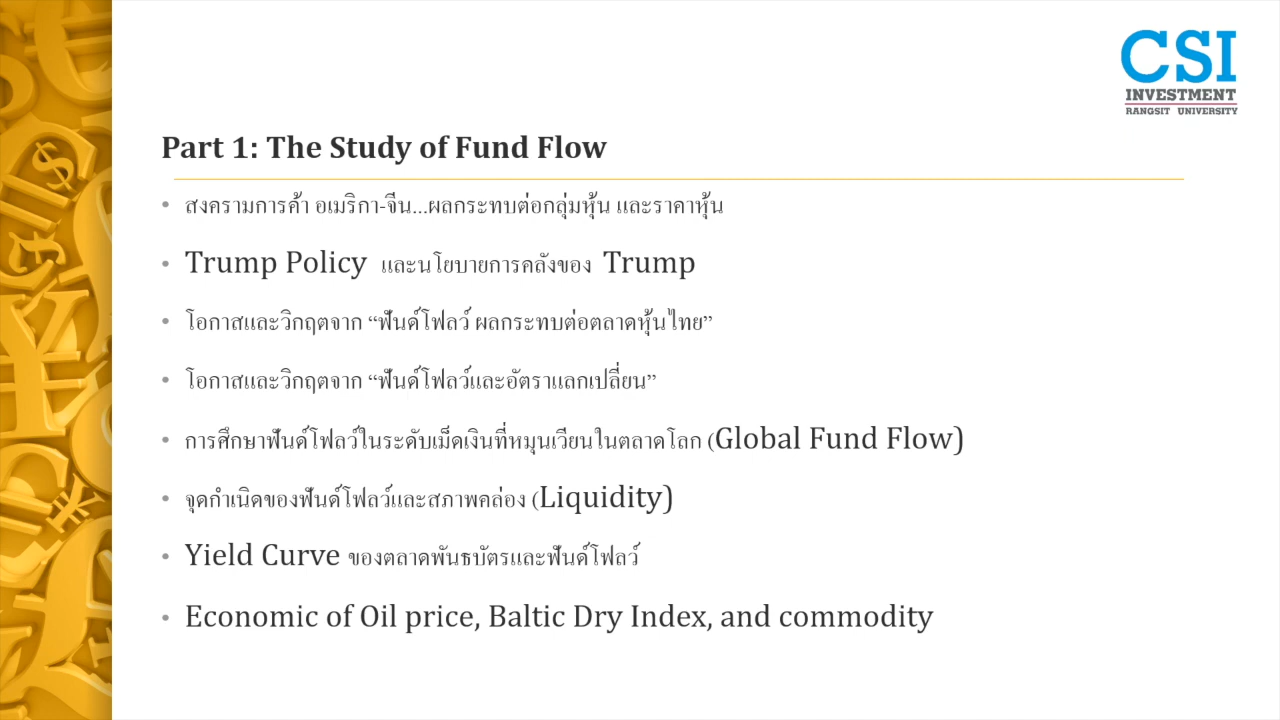 CSI
INVESTMENT
RANGSIT UNIVERSITY
Part 1: The Study of Fund Flow
• สงครามการค้า อเมริกา-จีน...ผลกระทบต่อกลุ่มหุ้น และราคาหุ้น
• Trump Policy และนโยบายการคลังของ Trump
• โอกาสและวิกฤตจาก “ฟันด์โฟลว์ ผลกระทบต่อตลาดหุ้นไทย”
• โอกาสและวิกฤตจาก “ฟันด์โฟลว์และอัตราแลกเปลี่ยน”
• การศึกษาฟันด์โฟลว์ในระดับเม็ดเงินที่หมุนเวียนในตลาดโลก (Global Fund Flow)
• จุดกำเนิดของฟันด์โฟลว์และสภาพคล่อง (Liquidity)
• Yield Curve ของตลาดพันธบัตรและฟันด์โฟลว์
• Economic of Oil price, Baltic Dry Index, and commodity